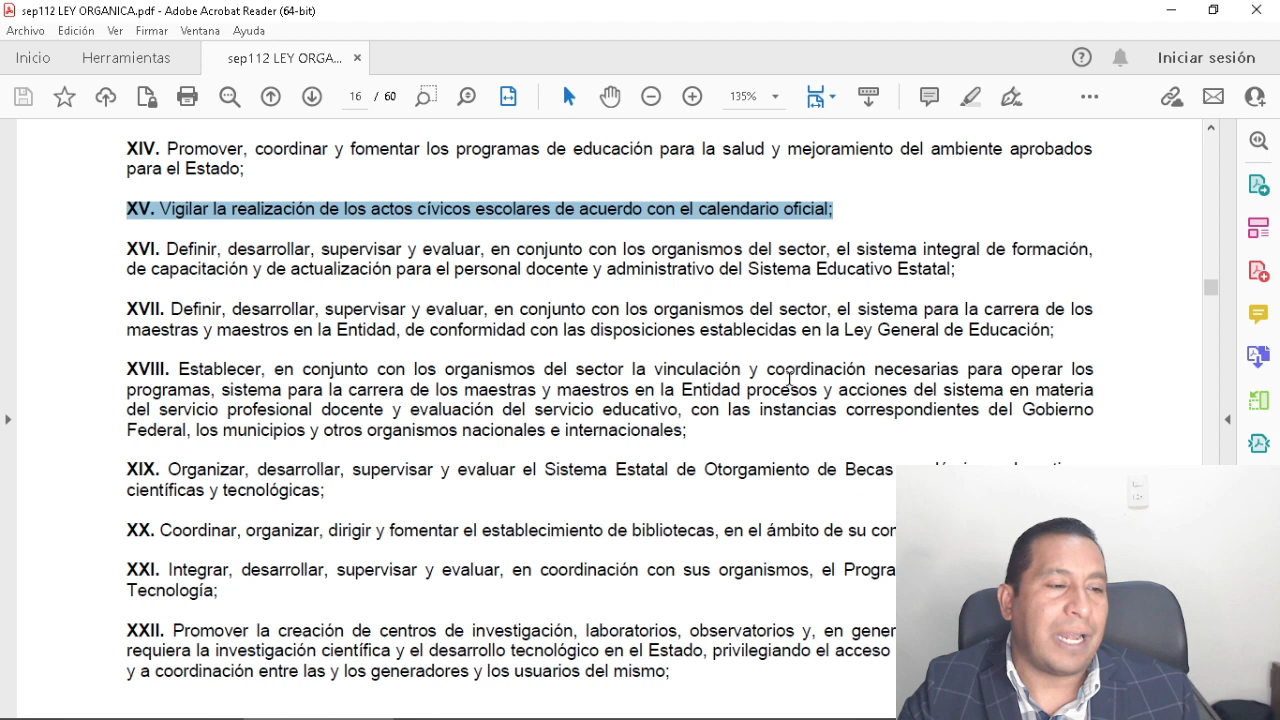 sep112 LEY ORGANICA.pdf - Adobe Acrobat Reader (64-bit)
Archivo Edición Ver Firmar Ventana Ayuda
Inicio Herramientas sep112 LEY ORGA... × Iniciar sesión
16 / 60 135%
XIV. Promover, coordinar y fomentar los programas de educación para la salud y mejoramiento del ambiente aprobados
para el Estado;
XV. Vigilar la realización de los actos cívicos escolares de acuerdo con el calendario oficial;
XVI. Definir, desarrollar, supervisar y evaluar, en conjunto con los organismos del sector, el sistema integral de formación,
de capacitación y de actualización para el personal docente y administrativo del Sistema Educativo Estatal;
XVII. Definir, desarrollar, supervisar y evaluar, en conjunto con los organismos del sector, el sistema para la carrera de los
maestras y maestros en la Entidad, de conformidad con las disposiciones establecidas en la Ley General de Educación;
XVIII. Establecer, en conjunto con los organismos del sector la vinculación y coordinación necesarias para operar los
programas, sistema para la carrera de los maestras y maestros en la Entidad procesos y acciones del sistema en materia
del servicio profesional docente y evaluación del servicio educativo, con las instancias correspondientes del Gobierno
Federal, los municipios y otros organismos nacionales e internacionales;
XIX. Organizar, desarrollar, supervisar y evaluar el Sistema Estatal de Otorgamiento de Becas
científicas y tecnológicas;
XX. Coordinar, organizar, dirigir y fomentar el establecimiento de bibliotecas, en el ámbito de su
XXI. Integrar, desarrollar, supervisar y evaluar, en coordinación con sus organismos, el
Tecnología;
XXII. Promover la creación de centros de investigación, laboratorios, observatorios y, en
requiera la investigación científica y el desarrollo tecnológico en el Estado, privilegiando el acceso
y a coordinación entre las y los generadores y los usuarios del mismo;